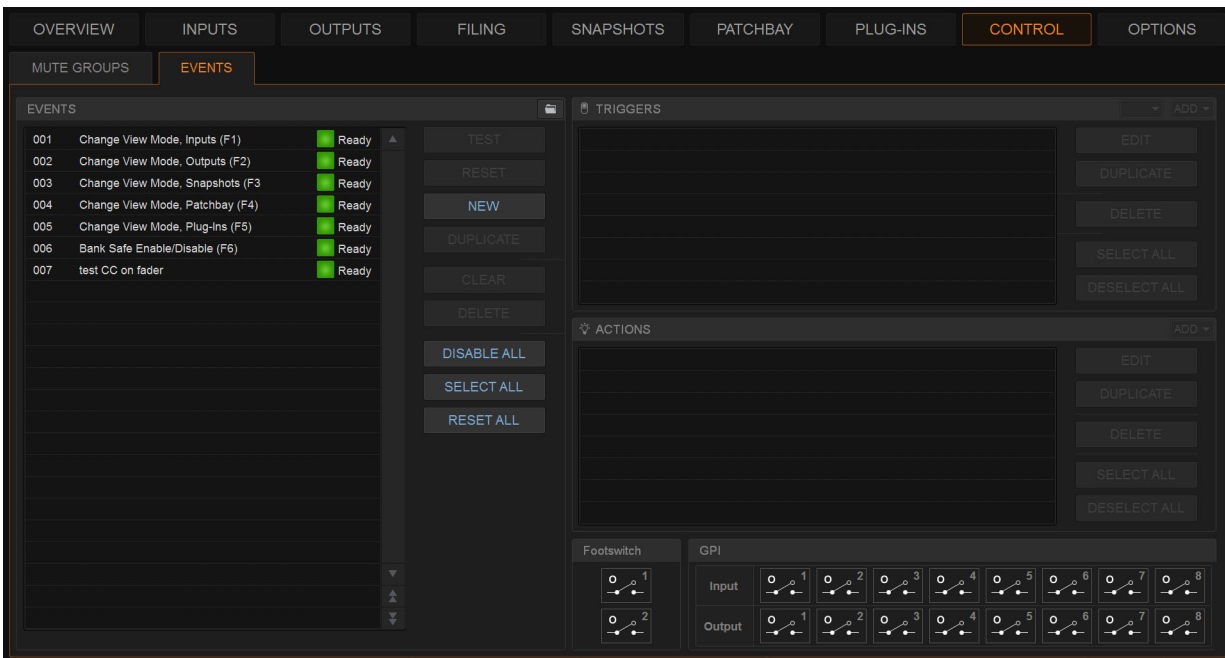 OVERVIEW INPUTS OUTPUTS FILING SNAPSHOTS PATCHBAY PLUG-INS CONTROL OPTIONS
MUTE GROUPS EVENTS
EVENTS
001 Change View Mode, Inputs (F1) Ready
002 Change View Mode, Outputs (F2) Ready
003 Change View Mode, Snapshots (F3 Ready
004 Change View Mode, Patchbay (F4) Ready
005 Change View Mode, Plug-Ins (F5) Ready
006 Bank Safe Enable/Disable (F6) Ready
007 test CC on fader Ready
TEST
RESET
NEW
DUPLICATE
CLEAR
DELETE
DISABLE ALL
SELECT ALL
RESET ALL
TRIGGERS ADD
EDIT
DUPLICATE
DELETE
SELECT ALL
DESELECT ALL
ACTIONS ADD
EDIT
DUPLICATE
DELETE
SELECT ALL
DESELECT ALL
Footswitch
O 1
O 2
GPI
Input O 1 O 2 O 3 O 4 O 5 O 6 O 7 O 8
Output O 1 O 2 O 3 O 4 O 5 O 6 O 7 O 8